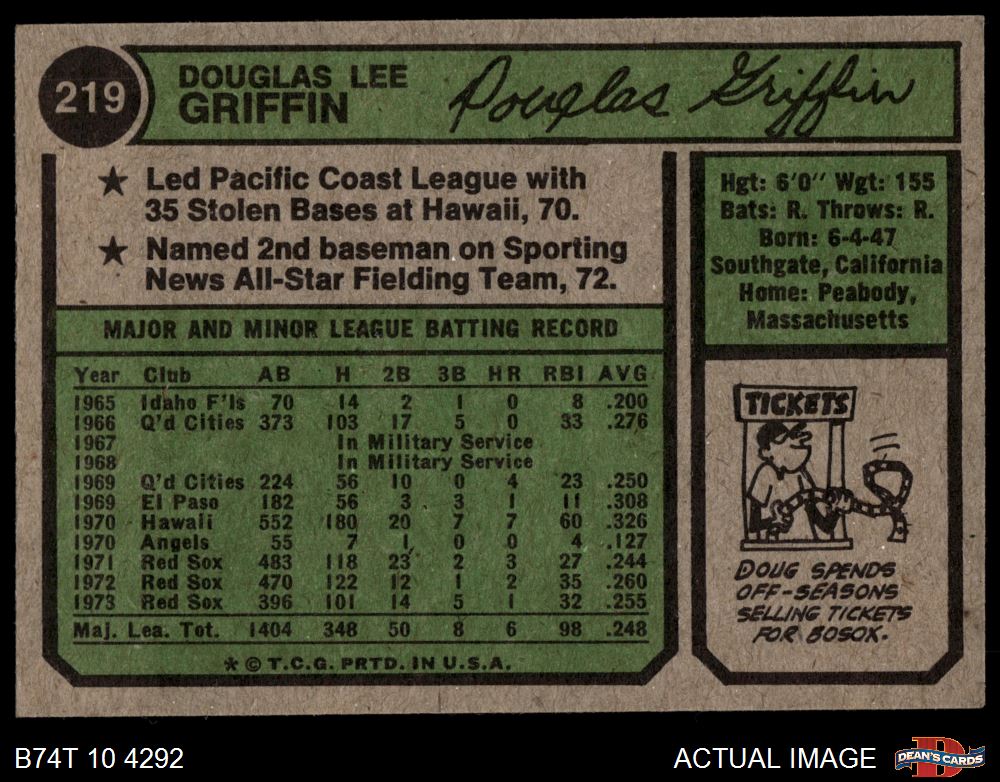 219
DOUGLAS LEE
GRIFFIN
Douglas Griffin
★ Led Pacific Coast League with
35 Stolen Bases at Hawaii, 70.
★ Named 2nd baseman on Sporting
News All-Star Fielding Team, 72.
MAJOR AND MINOR LEAGUE BATTING RECORD
Year Club AB H 2B 3B HR RBI AVG
1965 Idaho F'ls 70 14 2 1 0 8 .200
1966 Q'd Cities 373 103 17 5 0 33 .276
1967 In Military Service
1968 In Military Service
1969 Q'd Cities 224 56 10 0 4 23 .250
1969 El Paso 182 56 3 3 1 11 .308
1970 Hawaii 552 180 20 7 7 60 .326
1970 Angels 55 7 1 0 0 4 .127
1971 Red Sox 483 118 23 2 3 27 .244
1972 Red Sox 470 122 12 1 2 35 .260
1973 Red Sox 396 101 14 5 1 32 .255
Maj. Lea. Tot. 1404 348 50 8 6 98 .248
★ © T.C.G. PRTD. IN U.S.A.
Hgt: 6'0" Wgt: 155
Bats: R. Throws: R.
Born: 6-4-47
Southgate, California
Home: Peabody,
Massachusetts
TICKETS
DOUG SPENDS
OFF-SEASONS
SELLING TICKETS
FOR BOSOX.
B74T 10 4292
ACTUAL IMAGE
D
DEAN'S CARDS